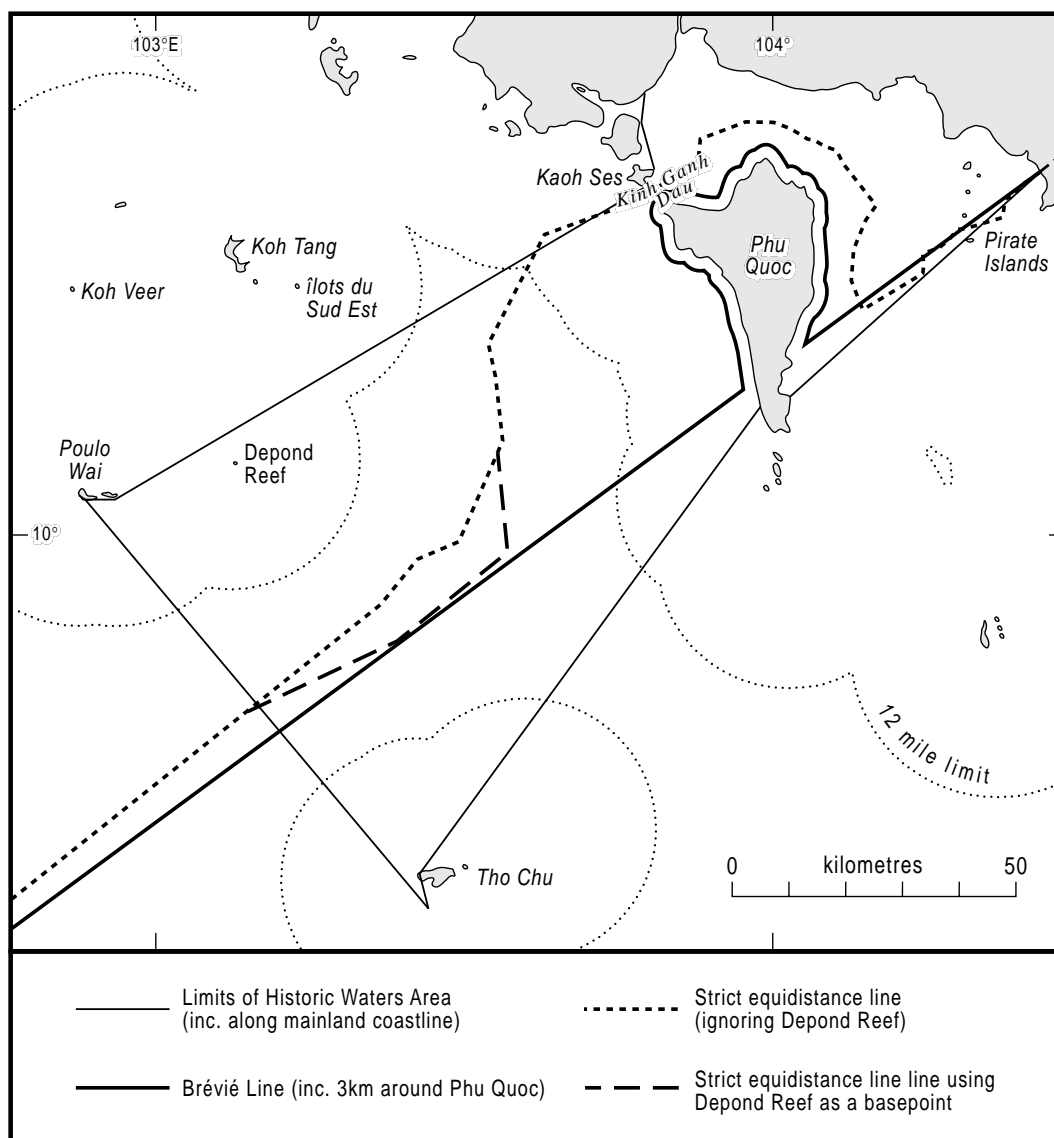 103°E
104°
Kaoh Ses
Kinh Ganh
Dau
Koh Tang
Phu
Quoc
Pirate
Islands
Koh Veer
îlots du
Sud Est
Poulo
Wai
Depond
Reef
10°
12 mile limit
Tho Chu
0 kilometres 50
Limits of Historic Waters Area
(inc. along mainland coastline)
Strict equidistance line
(ignoring Depond Reef)
Brévié Line (inc. 3km around Phu Quoc)
Strict equidistance line line using
Depond Reef as a basepoint